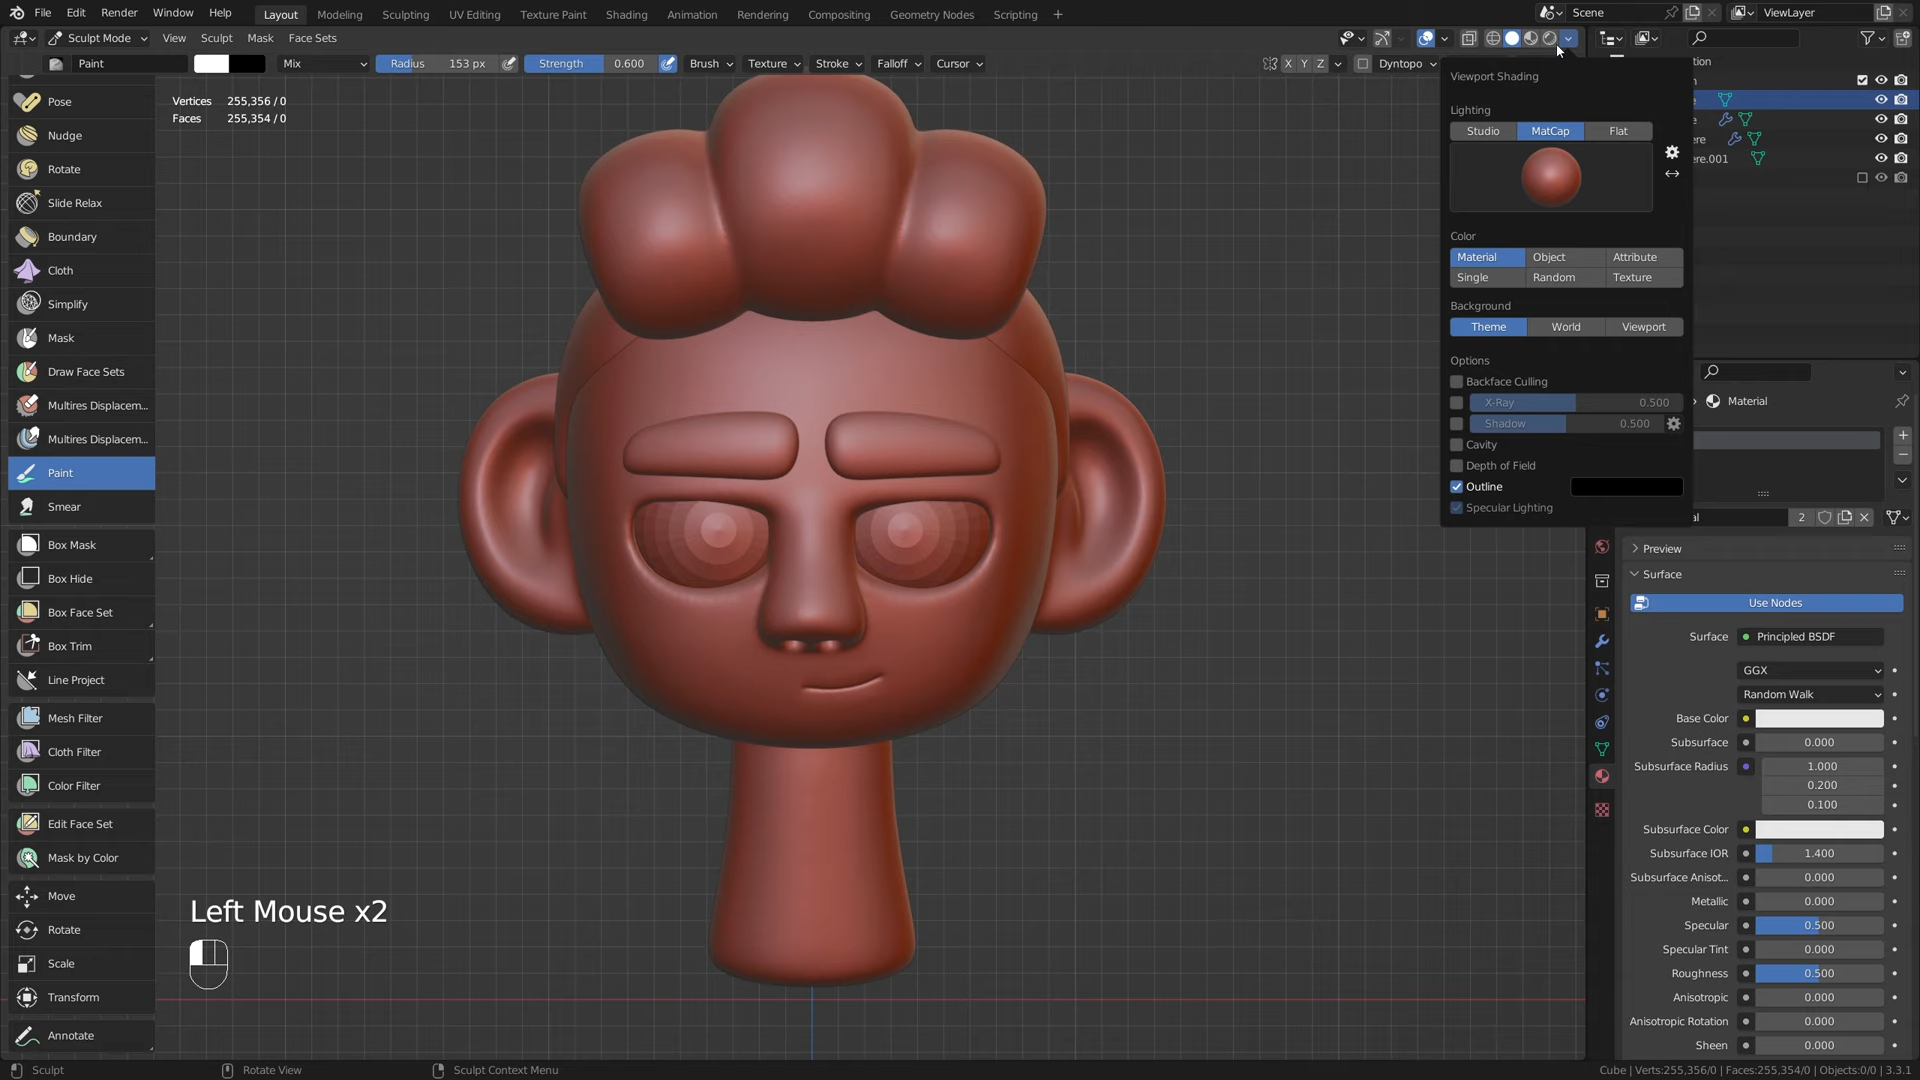 File Edit Render Window Help Layout Modeling Sculpting UV Editing Texture Paint Shading Animation Rendering Compositing Geometry Nodes Scripting + Scene ViewLayer
Sculpt Mode View Sculpt Mask Face Sets
Paint Mix Radius 153 px Strength 0.600 Brush Texture Stroke Falloff Cursor X Y Z Dyntopo
Vertices 255,356 / 0
Faces 255,354 / 0
Pose
Nudge
Rotate
Slide Relax
Boundary
Cloth
Simplify
Mask
Draw Face Sets
Multires Displacem...
Multires Displacem...
Paint
Smear
Box Mask
Box Hide
Box Face Set
Box Trim
Line Project
Mesh Filter
Cloth Filter
Color Filter
Edit Face Set
Mask by Color
Move
Rotate
Scale
Transform
Annotate
Left Mouse x2
Viewport Shading
Lighting
Studio MatCap Flat
Color
Material Object Attribute
Single Random Texture
Background
Theme World Viewport
Options
Backface Culling
X-Ray 0.500
Shadow 0.500
Cavity
Depth of Field
Outline
Specular Lighting
tion
n
e
e
ere
ere.001
Material
al 2
Preview
Surface
Use Nodes
Surface Principled BSDF
GGX
Random Walk
Base Color
Subsurface 0.000
Subsurface Radius 1.000
0.200
0.100
Subsurface Color
Subsurface IOR 1.400
Subsurface Anisot... 0.000
Metallic 0.000
Specular 0.500
Specular Tint 0.000
Roughness 0.500
Anisotropic 0.000
Anisotropic Rotation 0.000
Sheen 0.000
Sculpt Rotate View Sculpt Context Menu Cube | Verts:255,356/0 | Faces:255,354/0 | Objects:0/0 | 3.3.1